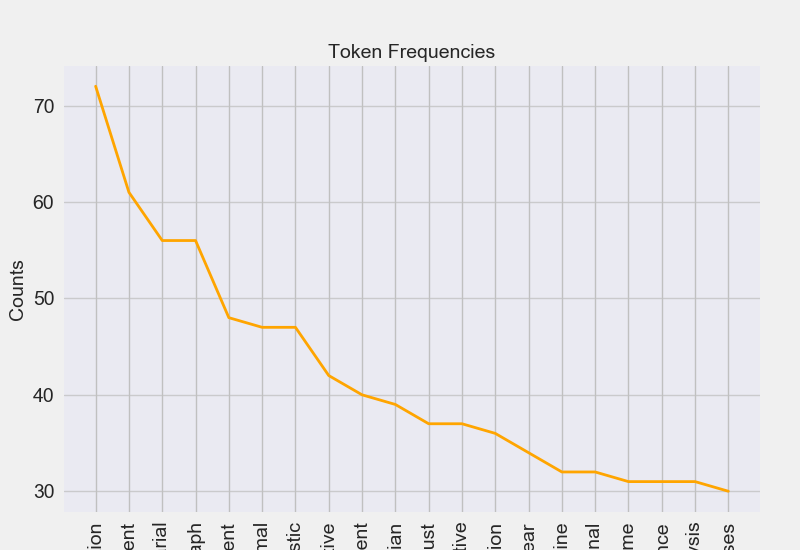 Token Frequencies
Counts
70
60
50
40
30
ion
ent
rial
aph
ent
mal
stic
tive
ent
ian
ust
tive
ion
ear
ine
nal
me
nce
ysis
ses